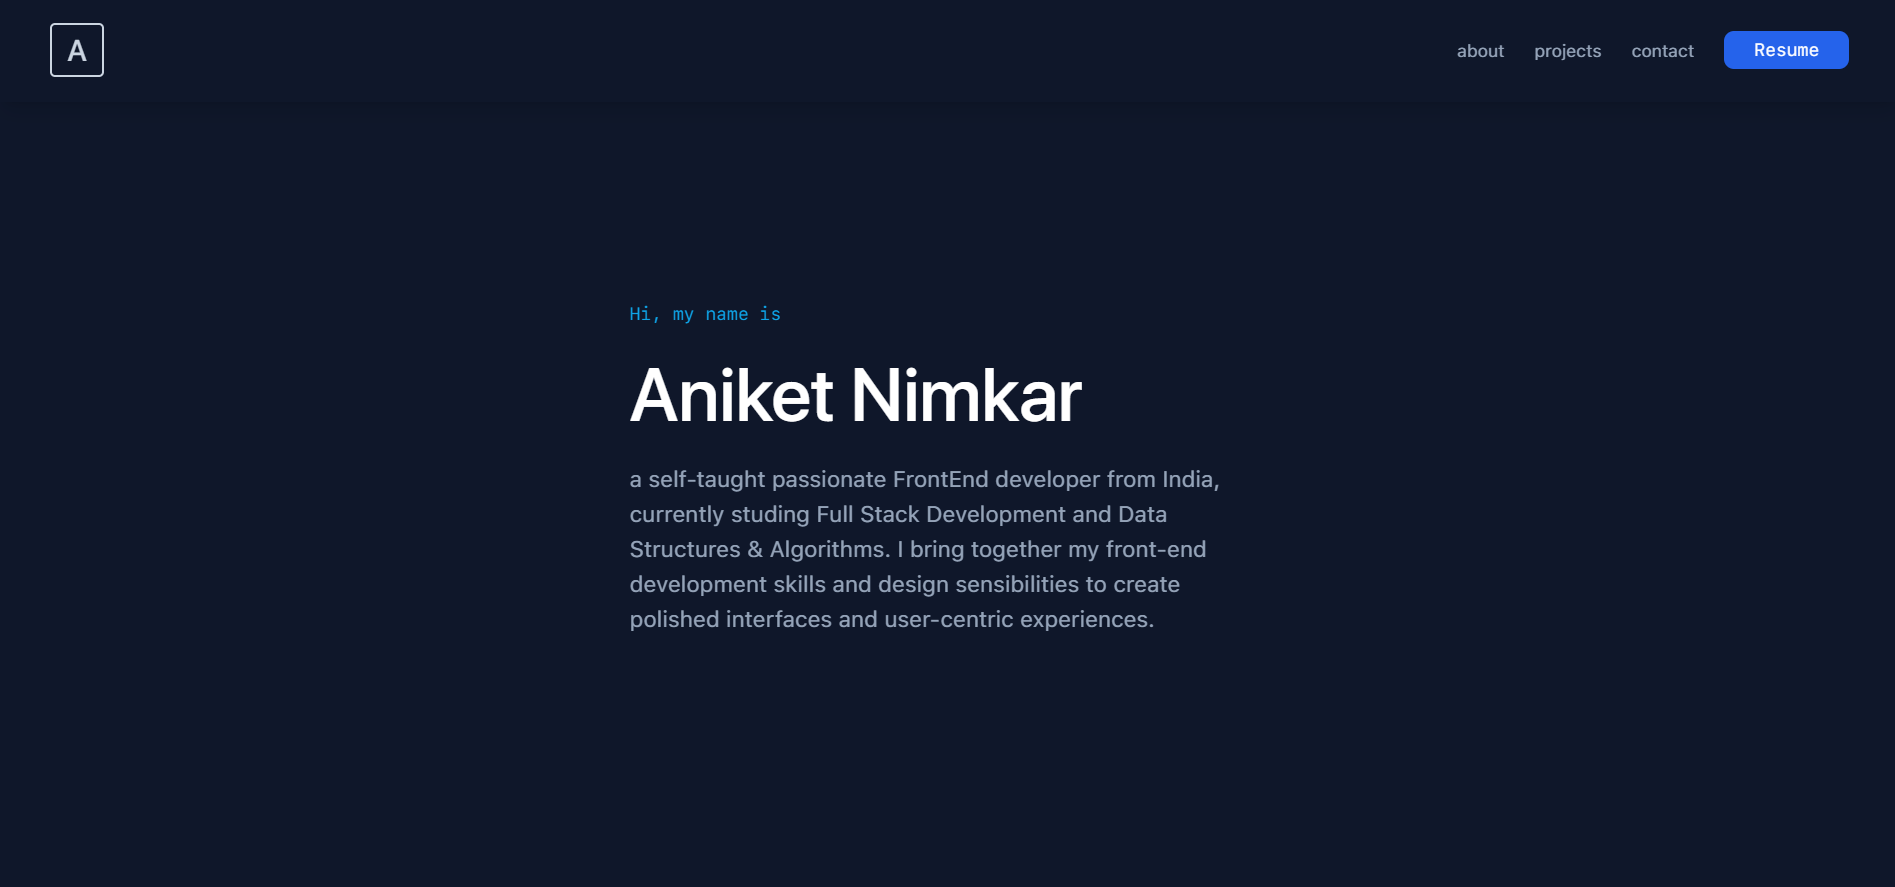 A
about projects contact Resume
Hi, my name is
Aniket Nimkar
a self-taught passionate FrontEnd developer from India,
currently studing Full Stack Development and Data
Structures & Algorithms. I bring together my front-end
development skills and design sensibilities to create
polished interfaces and user-centric experiences.